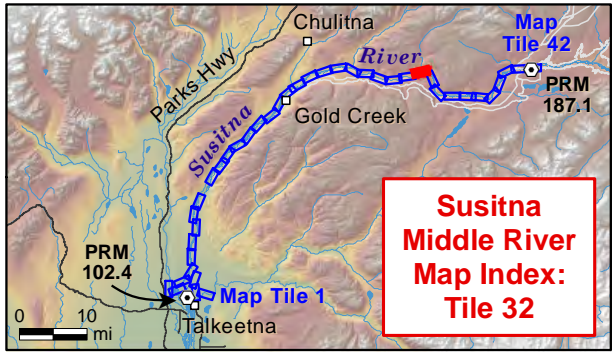 Chulitna
Map
Tile 42
River
Parks Hwy
PRM
187.1
Gold Creek
Susitna
Susitna
Middle River
Map Index:
Tile 32
PRM
102.4
Map Tile 1
0 10
mi
Talkeetna